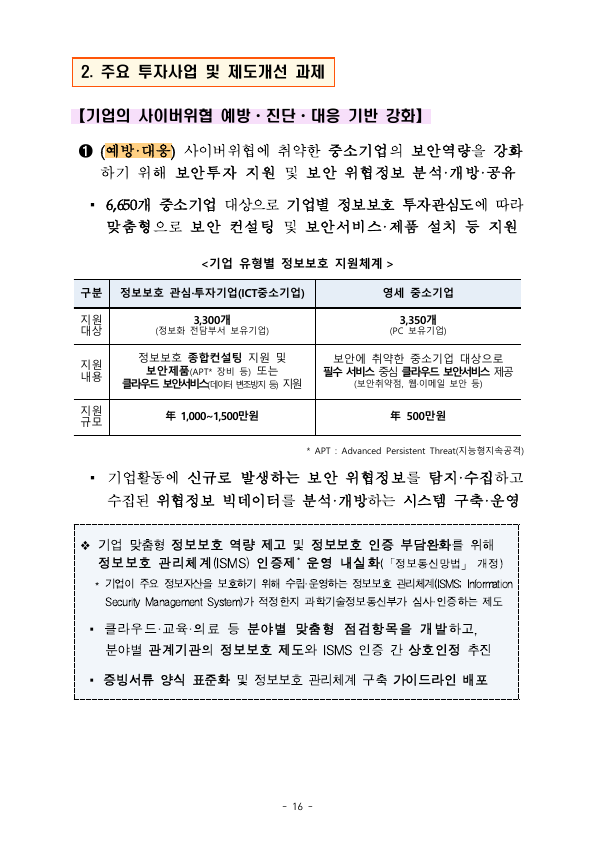 2. 주요 투자사업 및 제도개선 과제
【기업의 사이버위협 예방·진단·대응 기반 강화】
❶ (예방·대응) 사이버위협에 취약한 중소기업의 보안역량을 강화
하기 위해 보안투자 지원 및 보안 위협정보 분석·개방·공유
▪ 6,650개 중소기업 대상으로 기업별 정보보호 투자관심도에 따라
맞춤형으로 보안 컨설팅 및 보안서비스·제품 설치 등 지원
<기업 유형별 정보보호 지원체계 >
구분 정보보호 관심·투자기업(ICT중소기업) 영세 중소기업
지원
대상
3,300개
(정보화 전담부서 보유기업)
3,350개
(PC 보유기업)
지원
내용
정보보호 종합컨설팅 지원 및
보안제품(APT* 장비 등) 또는
클라우드 보안서비스(데이터 변조방지 등) 지원
보안에 취약한 중소기업 대상으로
필수 서비스 중심 클라우드 보안서비스 제공
(보안취약점, 웹·이메일 보안 등)
지원
규모
年 1,000~1,500만원
年 500만원
* APT : Advanced Persistent Threat(지능형지속공격)
▪ 기업활동에 신규로 발생하는 보안 위협정보를 탐지·수집하고
수집된 위협정보 빅데이터를 분석·개방하는 시스템 구축·운영
❖ 기업 맞춤형 정보보호 역량 제고 및 정보보호 인증 부담완화를 위해
정보보호 관리체계(ISMS) 인증제* 운영 내실화(「정보통신망법」 개정)
* 기업이 주요 정보자산을 보호하기 위해 수립·운영하는 정보보호 관리체계(ISMS: Information
Security Management System)가 적정한지 과학기술정보통신부가 심사·인증하는 제도
▪ 클라우드·교육·의료 등 분야별 맞춤형 점검항목을 개발하고,
분야별 관계기관의 정보보호 제도와 ISMS 인증 간 상호인정 추진
▪ 증빙서류 양식 표준화 및 정보보호 관리체계 구축 가이드라인 배포
- 16 -